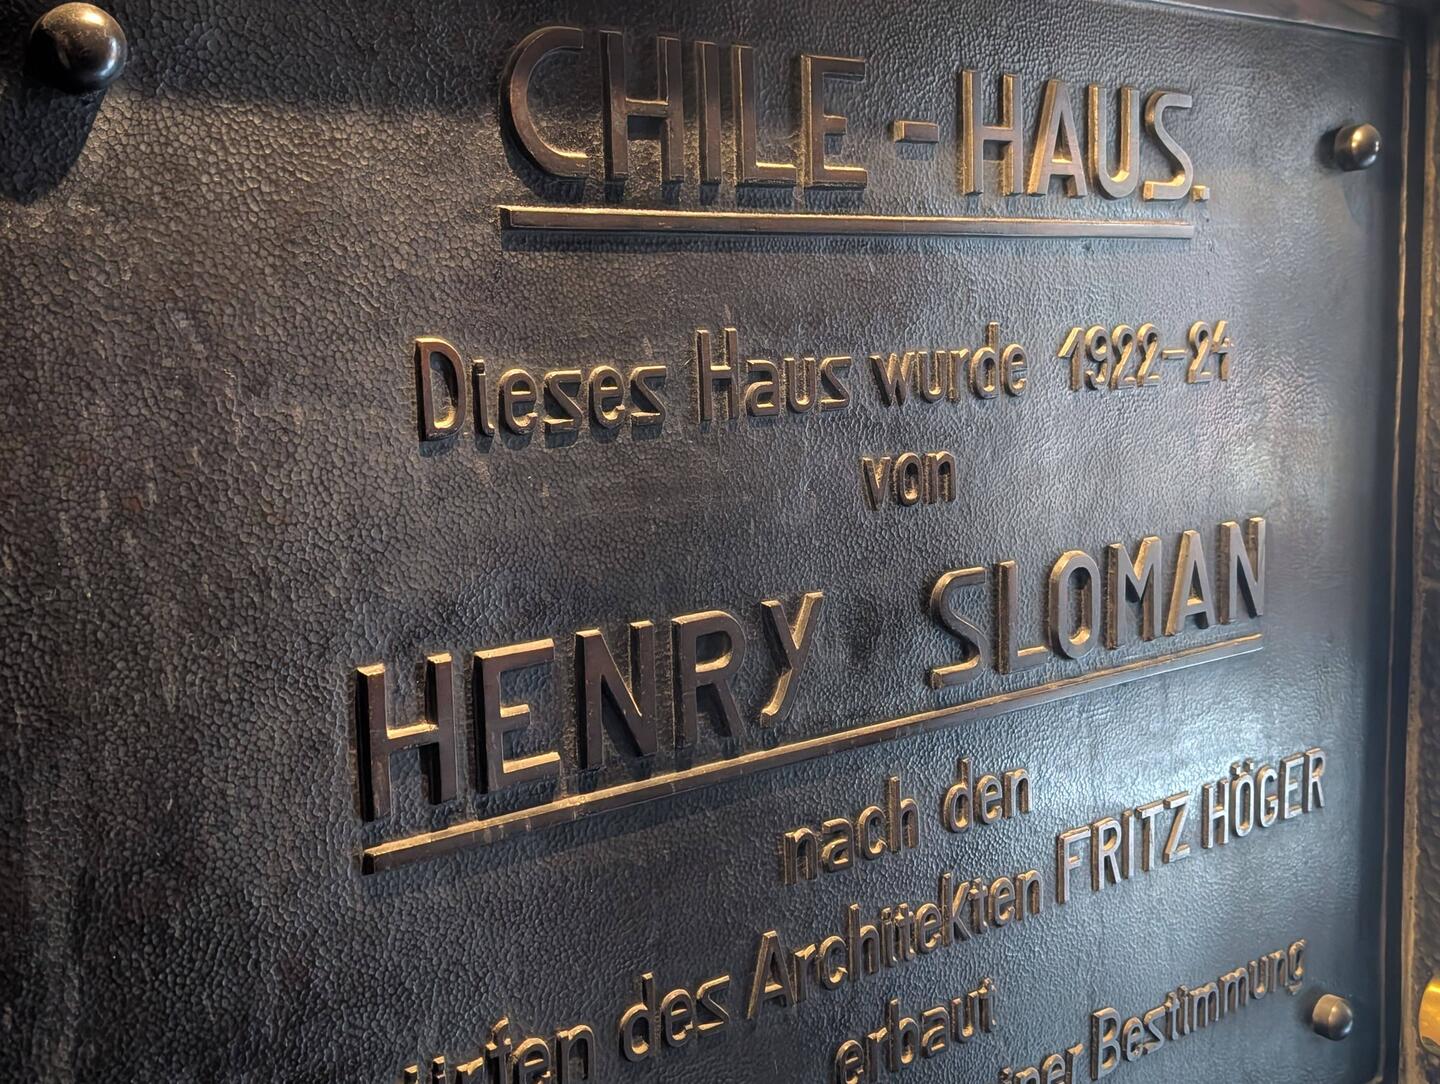 CHILE-HAUS.
Dieses Haus wurde 1922-24
von
HENRY SLOMAN
nach den
des Architekten FRITZ HÖGER
erbaut
Bestimmung